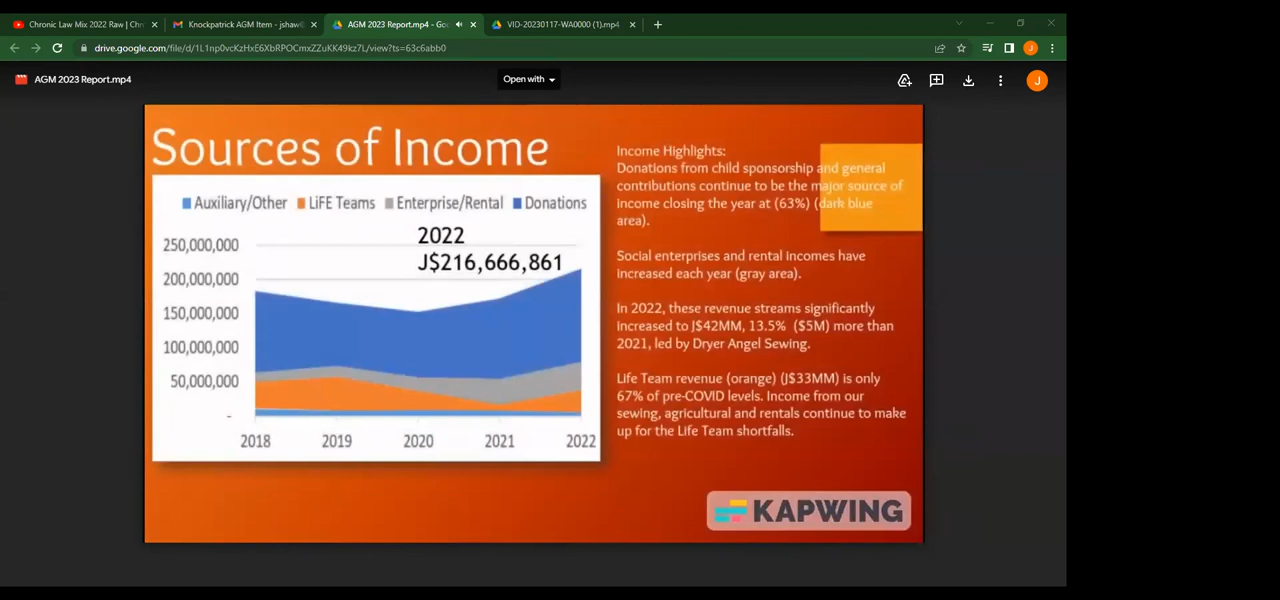 Chronic Law Mix 2022 Raw | Chr
Knockpatrick AGM Item - jshaw
AGM 2023 Report.mp4 - Goo
VID-20230117-WA0000 (1).mp4
drive.google.com/file/d/1L1np0vcKzHxE6XbRPOCmxZZuKK49kz7L/view?ts=63c6abb0
J
AGM 2023 Report.mp4
Open with
J
Sources of Income
Auxiliary/Other LiFE Teams Enterprise/Rental Donations
2022
J$216,666,861
250,000,000
200,000,000
150,000,000
100,000,000
50,000,000
-
2018 2019 2020 2021 2022
Income Highlights:
Donations from child sponsorship and general
contributions continue to be the major source of
income closing the year at (63%) (dark blue
area).
Social enterprises and rental incomes have
increased each year (gray area).
In 2022, these revenue streams significantly
increased to J$42MM, 13.5% ($5M) more than
2021, led by Dryer Angel Sewing.
Life Team revenue (orange) (J$33MM) is only
67% of pre-COVID levels. Income from our
sewing, agricultural and rentals continue to make
up for the Life Team shortfalls.
KAPWING